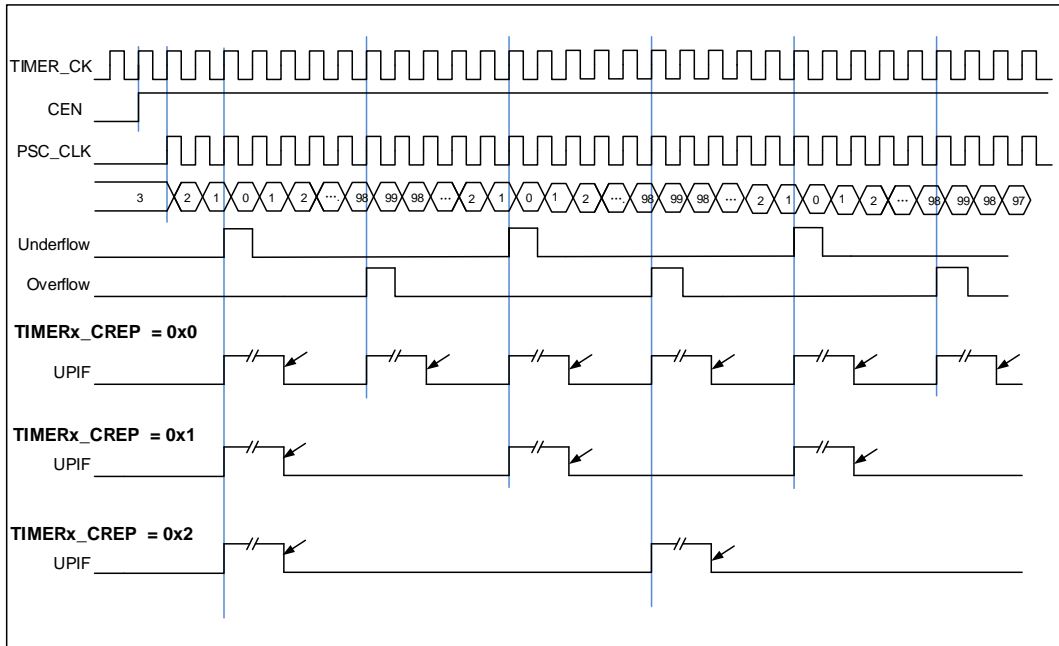 TIMER_CK
CEN
PSC_CLK
3 2 1 0 1 2 .... 98 99 98 ... 2 1 0 1 2 .... 98 99 98 ... 2 1 0 1 2 ... 98 99 98 97
Underflow
Overflow
TIMERx_CREP = 0x0
UPIF
TIMERx_CREP = 0x1
UPIF
TIMERx_CREP = 0x2
UPIF